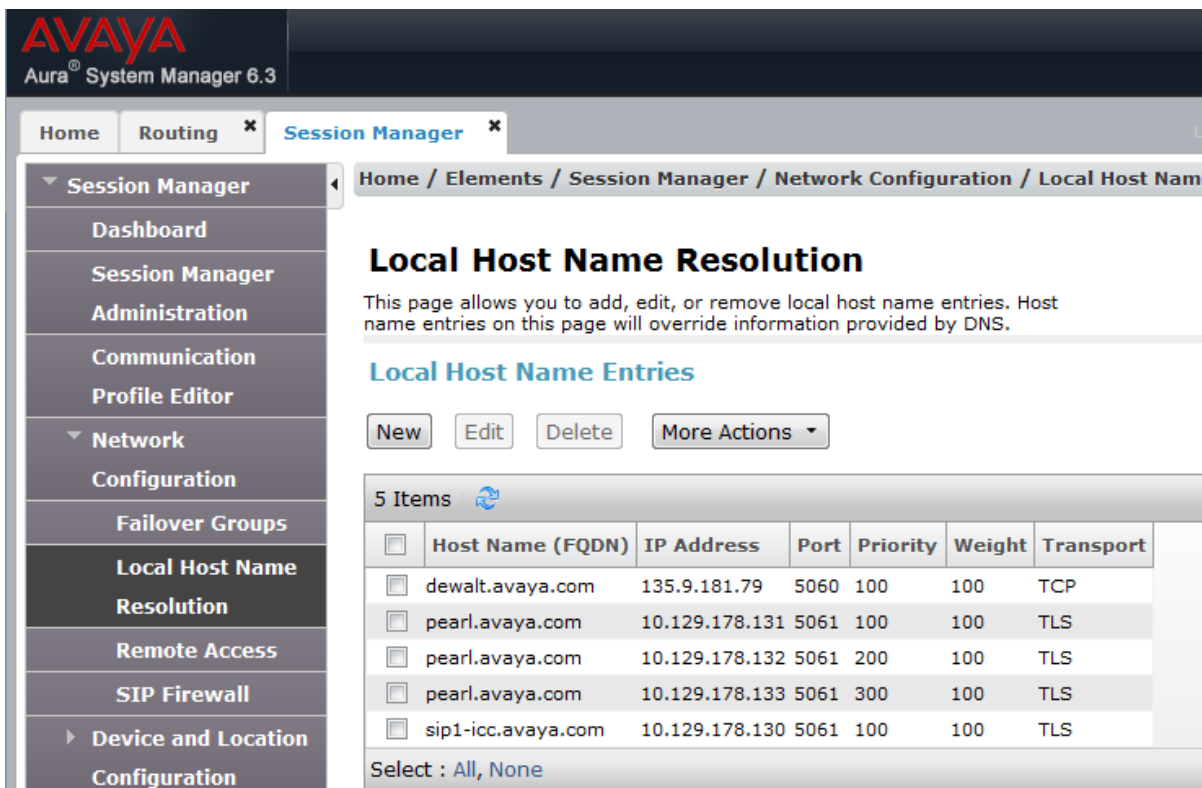 AVAYA
Aura® System Manager 6.3
Home
Routing ×
Session Manager ×
L
Session Manager
Dashboard
Session Manager
Administration
Communication
Profile Editor
Network
Configuration
Failover Groups
Local Host Name
Resolution
Remote Access
SIP Firewall
Device and Location
Configuration
Home / Elements / Session Manager / Network Configuration / Local Host Nam
Local Host Name Resolution
This page allows you to add, edit, or remove local host name entries. Host
name entries on this page will override information provided by DNS.
Local Host Name Entries
New Edit Delete More Actions
5 Items
Host Name (FQDN) IP Address Port Priority Weight Transport
dewalt.avaya.com 135.9.181.79 5060 100 100 TCP
pearl.avaya.com 10.129.178.131 5061 100 100 TLS
pearl.avaya.com 10.129.178.132 5061 200 100 TLS
pearl.avaya.com 10.129.178.133 5061 300 100 TLS
sip1-icc.avaya.com 10.129.178.130 5061 100 100 TLS
Select : All, None